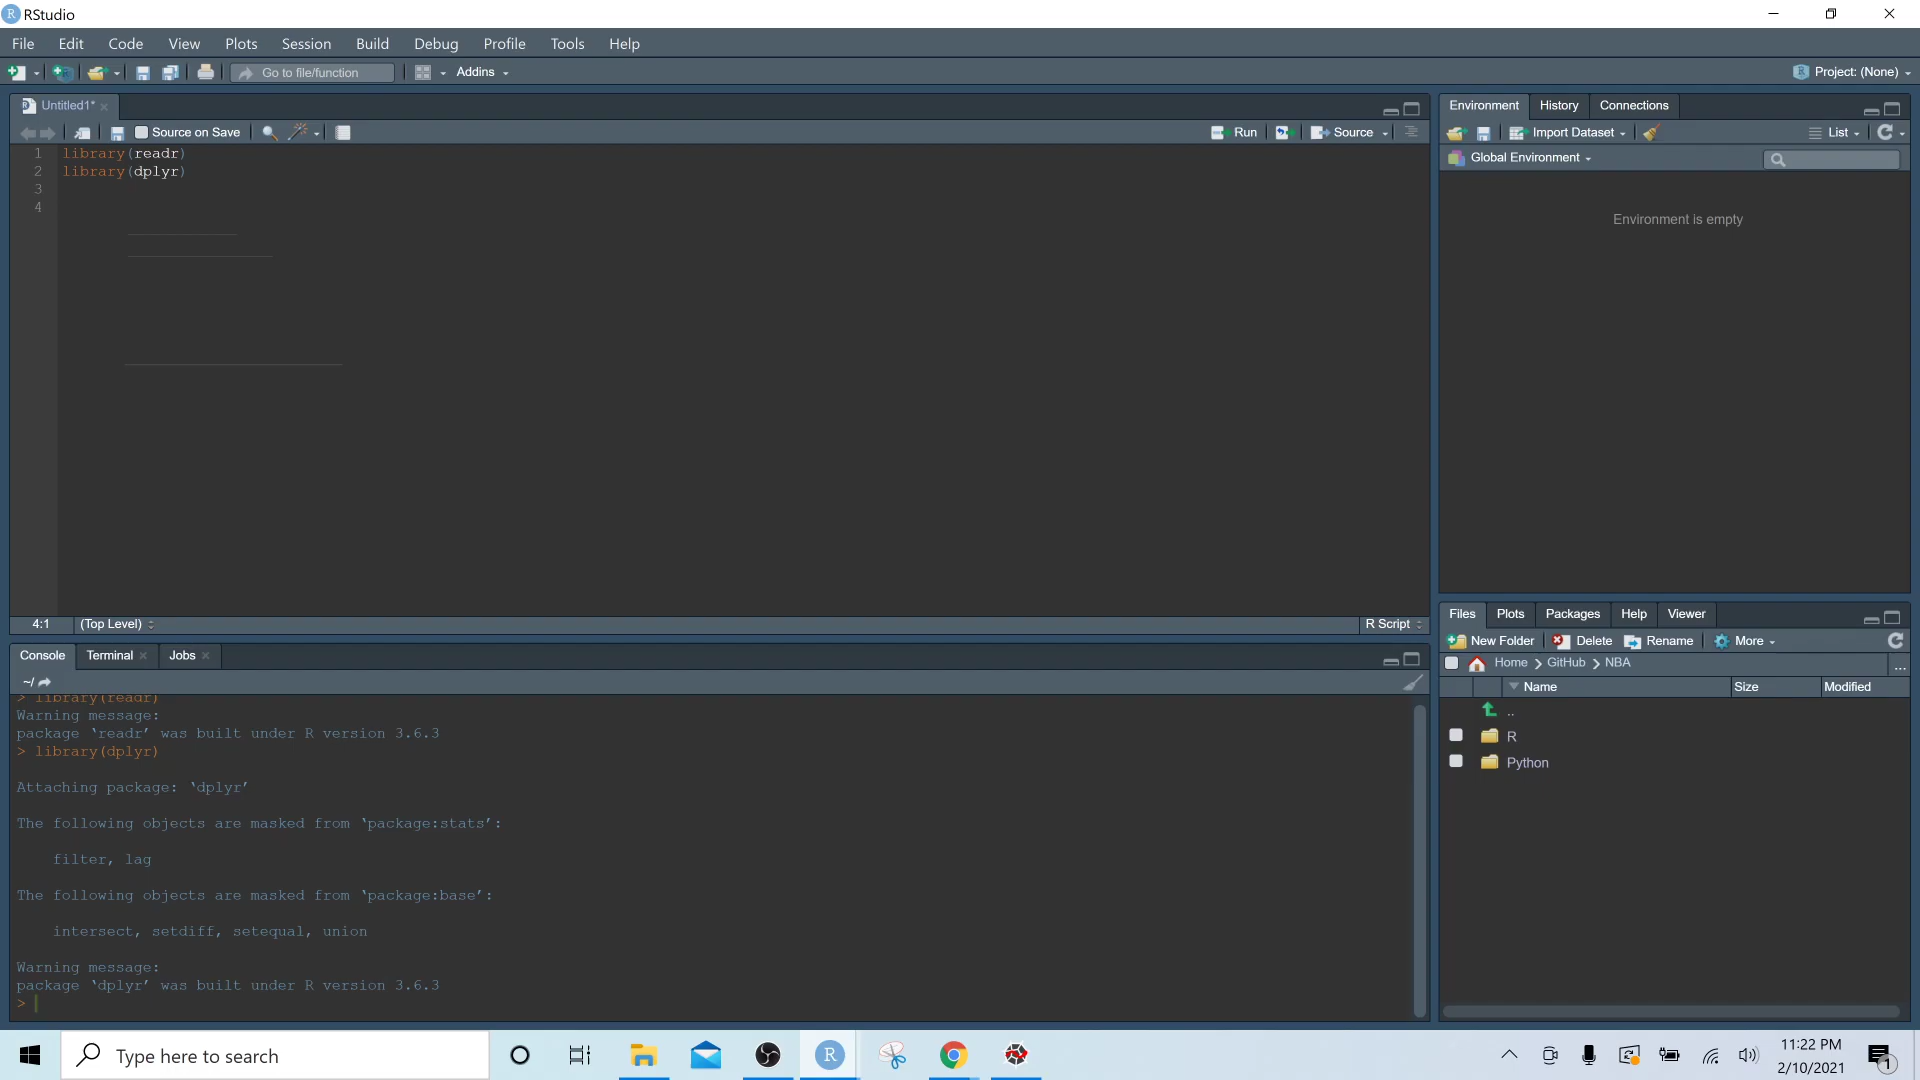 RStudio
File Edit Code View Plots Session Build Debug Profile Tools Help
Go to file/function Addins Project: (None)
Untitled1*
Source on Save Run Source
1 library(readr)
2 library(dplyr)
3
4
4:1 (Top Level) R Script
Console Terminal Jobs
~/
> library(readr)
Warning message:
package ‘readr’ was built under R version 3.6.3
> library(dplyr)
Attaching package: ‘dplyr’
The following objects are masked from ‘package:stats’:
filter, lag
The following objects are masked from ‘package:base’:
intersect, setdiff, setequal, union
Warning message:
package ‘dplyr’ was built under R version 3.6.3
>
Environment History Connections
Import Dataset List
Global Environment
Environment is empty
Files Plots Packages Help Viewer
New Folder Delete Rename More
Home GitHub NBA ...
Name Size Modified
..
R
Python
Type here to search
11:22 PM
2/10/2021
1